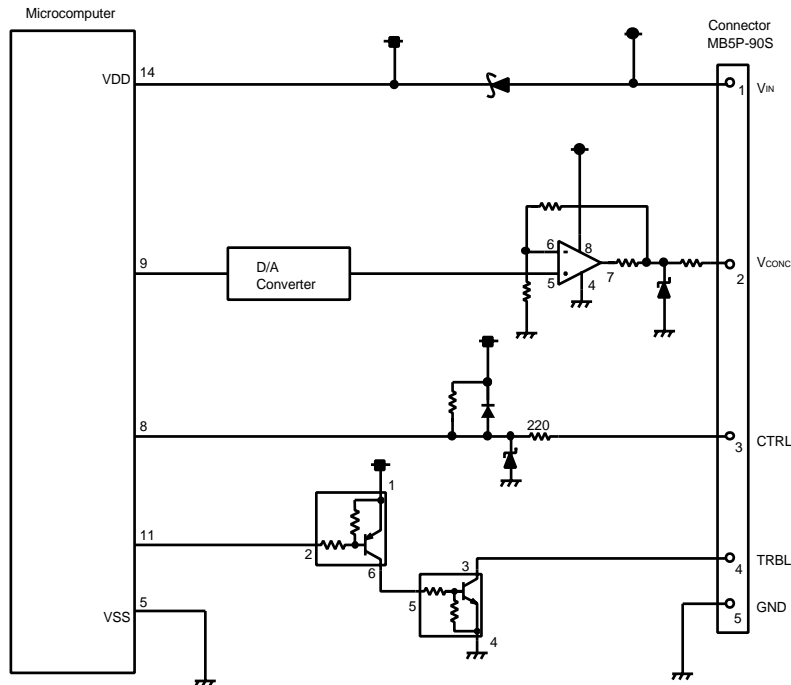 Microcomputer
Connector
MB5P-90S
VDD
14
1
VIN
9
D/A
Converter
6
-
8
5
7
4
2
VCONC
8
220
3
CTRL
1
11
2
6
3
4
TRBL
5
4
VSS
5
5
GND